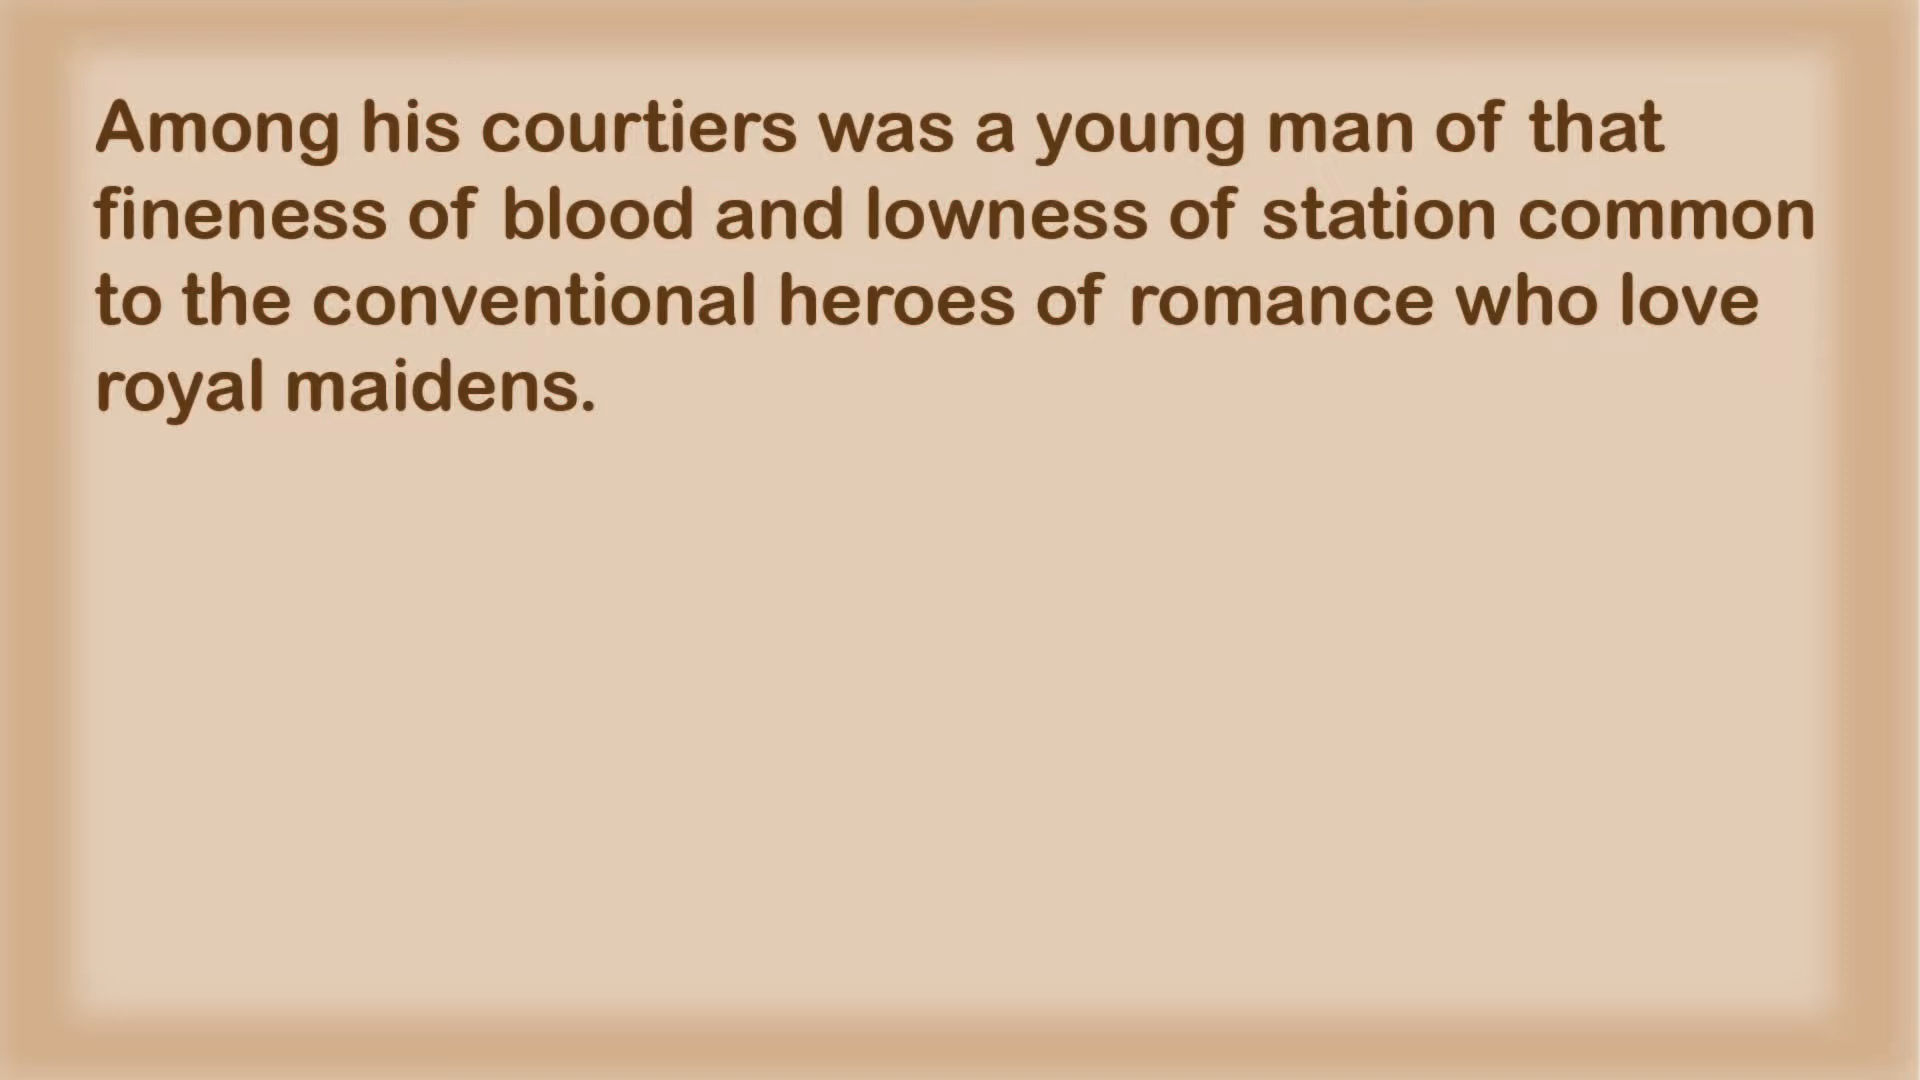 Among his courtiers was a young man of that
fineness of blood and lowness of station common
to the conventional heroes of romance who love
royal maidens.